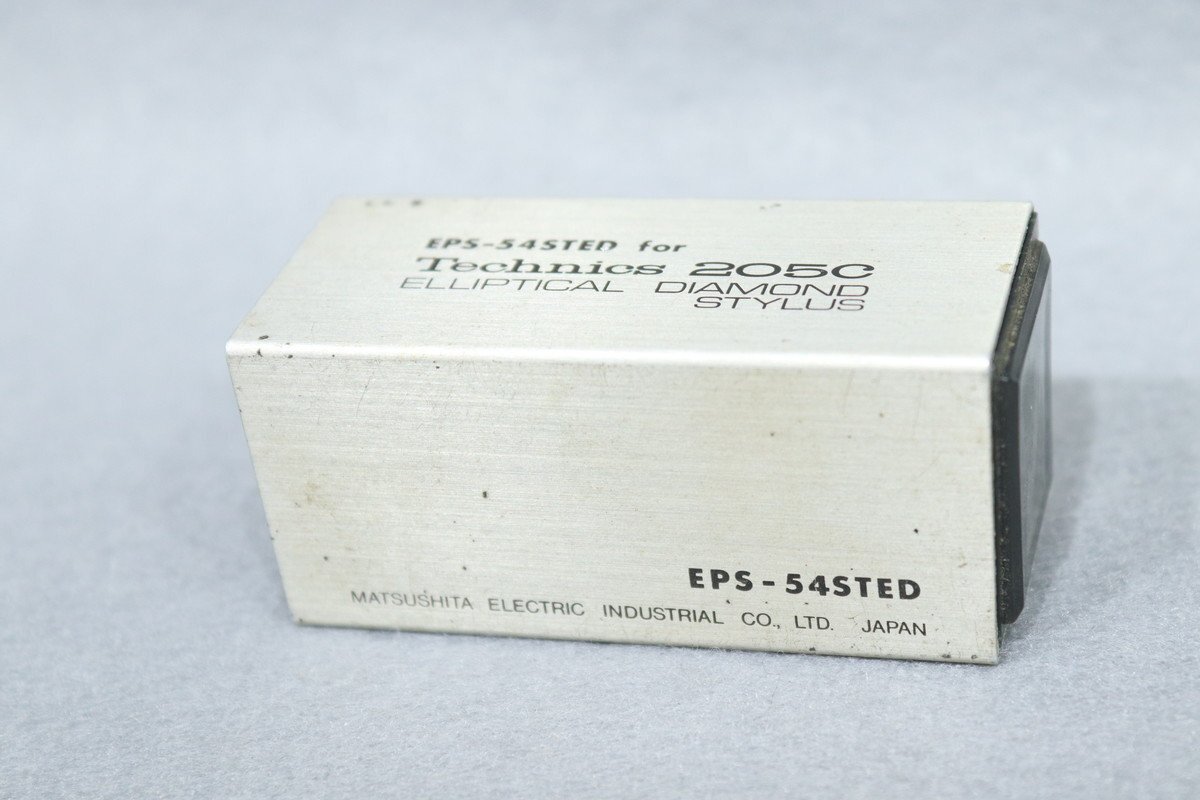 EPS-54STED for
Technics 205C
ELLIPTICAL DIAMOND
STYLUS
EPS-54STED
MATSUSHITA ELECTRIC INDUSTRIAL CO., LTD. JAPAN